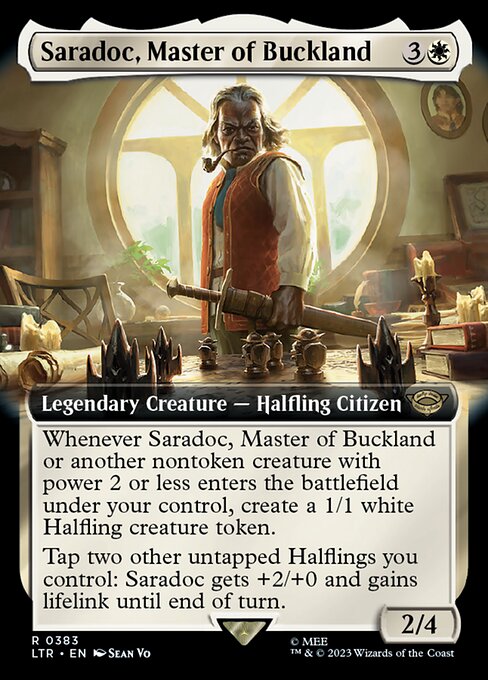 Saradoc, Master of Buckland 3
Legendary Creature — Halfling Citizen
Whenever Saradoc, Master of Buckland
or another nontoken creature with
power 2 or less enters the battlefield
under your control, create a 1/1 white
Halfling creature token.
Tap two other untapped Halflings you
control: Saradoc gets +2/+0 and gains
lifelink until end of turn.
2/4
R 0383
LTR • EN Sean Vo
© MEE
™ & © 2023 Wizards of the Coast